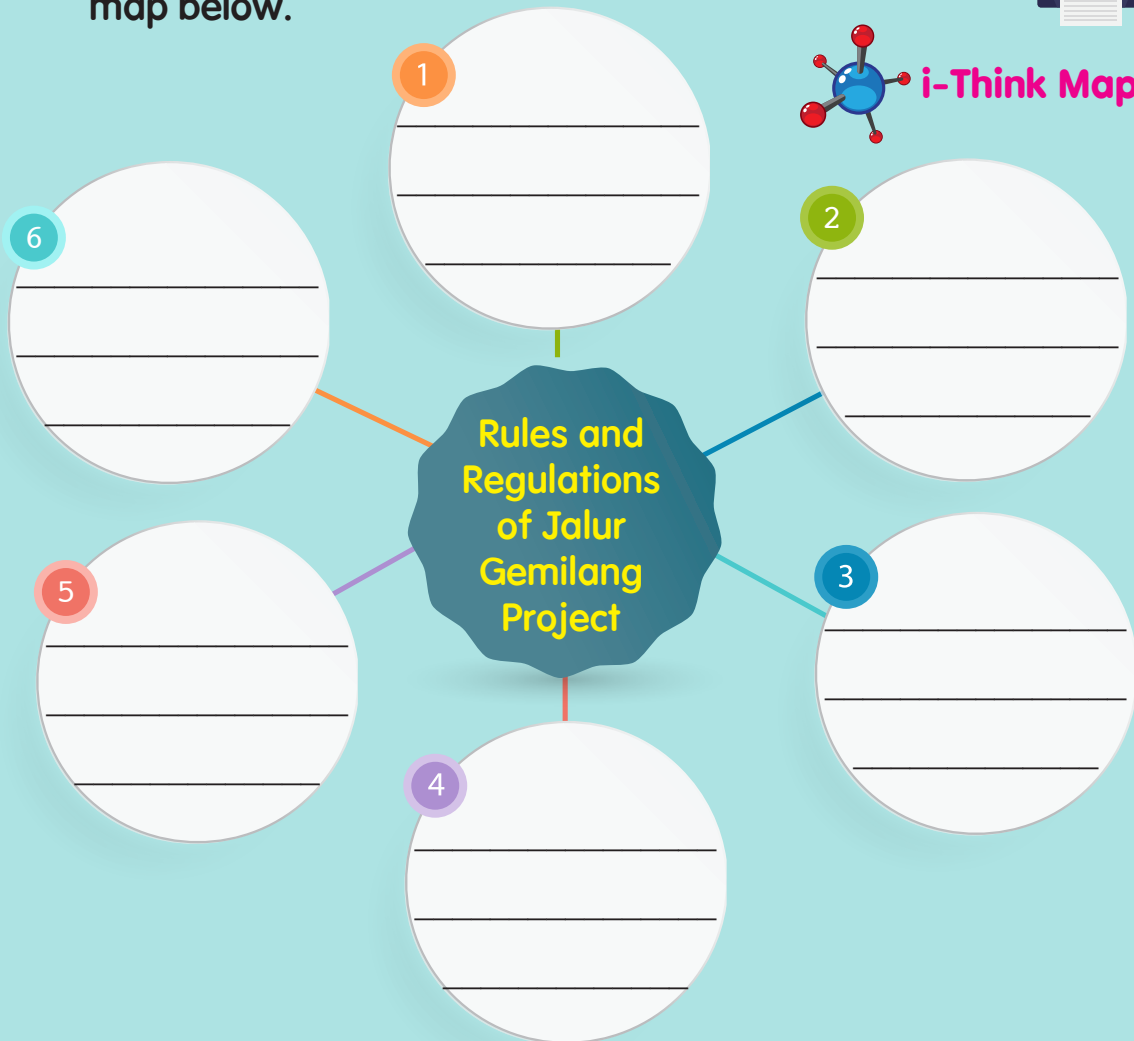 map below.
i-Think Map
1
2
3
4
5
6
Rules and
Regulations
of Jalur
Gemilang
Project